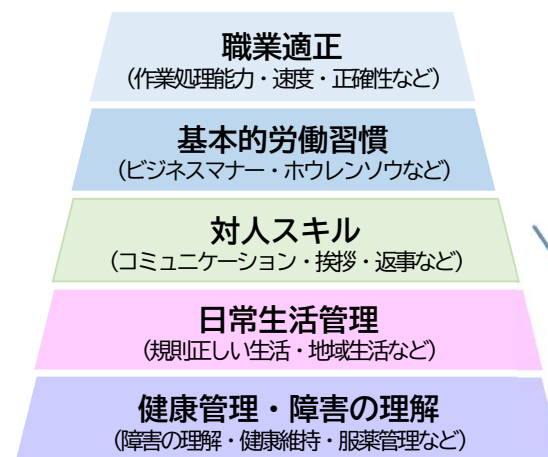 職業適正
（作業処理能力・速度・正確性など）
基本的労働習慣
（ビジネスマナー・ホウレンソウなど）
対人スキル
（コミュニケーション・挨拶・返事など）
日常生活管理
（規則正しい生活・地域生活など）
健康管理・障害の理解
（障害の理解・健康維持・服薬管理など）